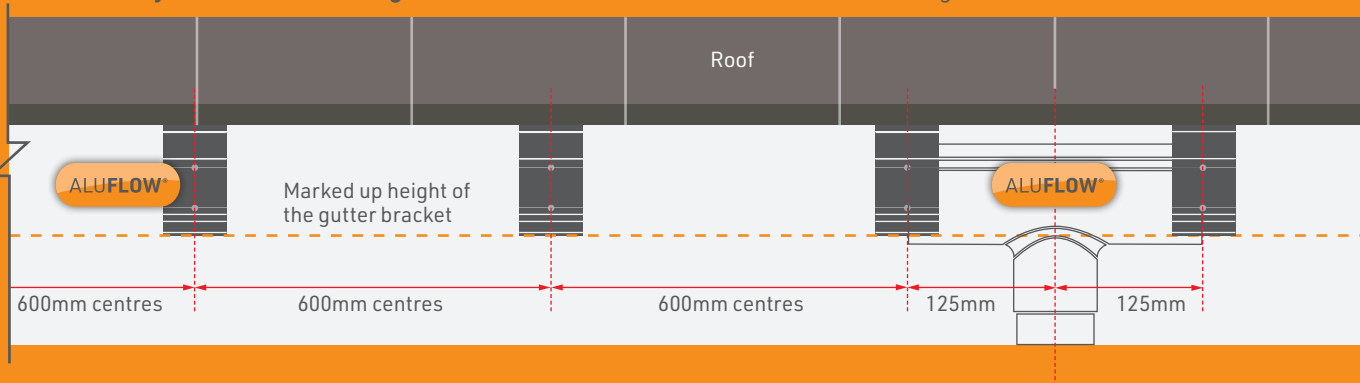 Roof
ALUFLOW®
Marked up height of
the gutter bracket
ALUFLOW®
600mm centres
600mm centres
600mm centres
125mm
125mm